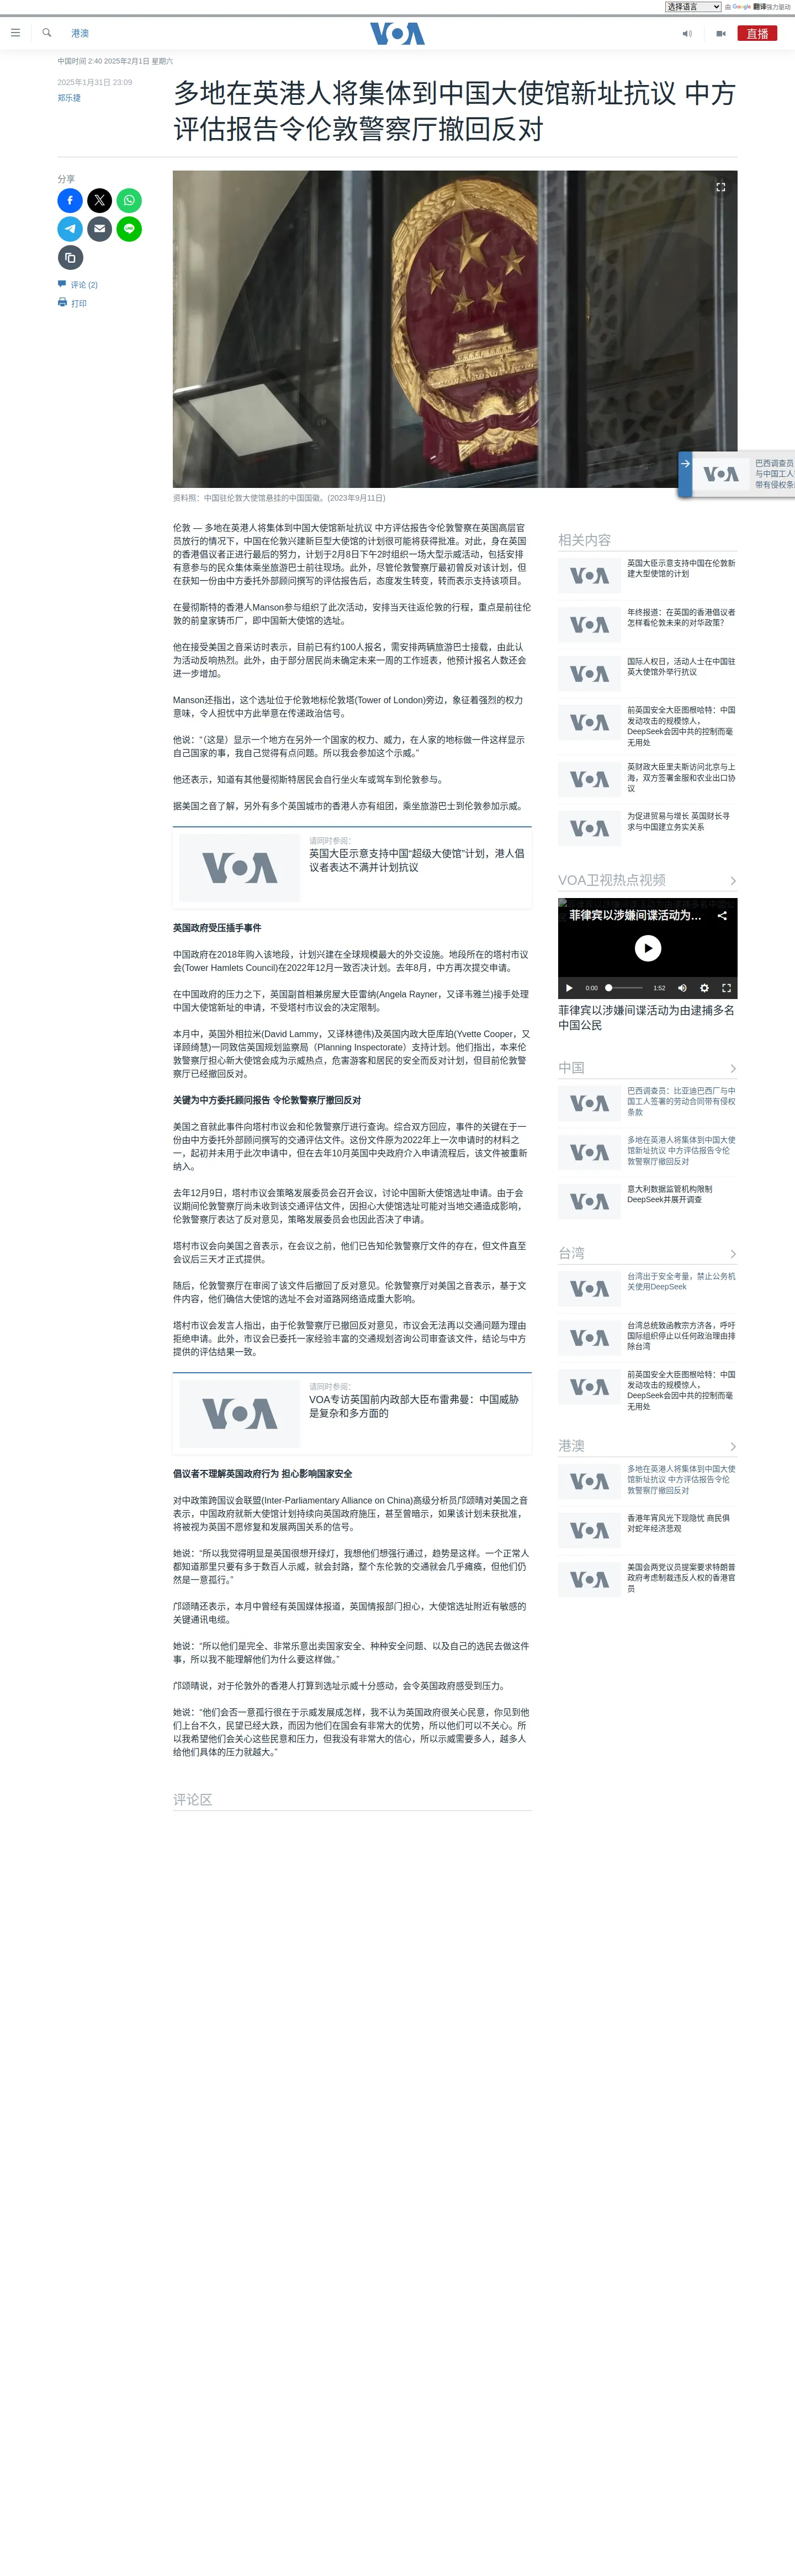 选择语言 由 Google 翻译强力驱动
港澳
VOA
直播
中国时间 2:40 2025年2月1日 星期六
2025年1月31日 23:09
郑乐捷
多地在英港人将集体到中国大使馆新址抗议 中方
评估报告令伦敦警察厅撤回反对
分享
评论 (2)
打印
资料照：中国驻伦敦大使馆悬挂的中国国徽。(2023年9月11日)
VOA
巴西调查员
与中国工人
带有侵权条
伦敦 — 多地在英港人将集体到中国大使馆新址抗议 中方评估报告令伦敦警察在英国高层官
员放行的情况下，中国在伦敦兴建新巨型大使馆的计划很可能将获得批准。对此，身在英国
的香港倡议者正进行最后的努力，计划于2月8日下午2时组织一场大型示威活动，包括安排
有意参与的民众集体乘坐旅游巴士前往现场。此外，尽管伦敦警察厅最初曾反对该计划，但
在获知一份由中方委托外部顾问撰写的评估报告后，态度发生转变，转而表示支持该项目。
在曼彻斯特的香港人Manson参与组织了此次活动，安排当天往返伦敦的行程，重点是前往伦
敦的前皇家铸币厂，即中国新大使馆的选址。
他在接受美国之音采访时表示，目前已有约100人报名，需安排两辆旅游巴士接载，由此认
为活动反响热烈。此外，由于部分居民尚未确定未来一周的工作班表，他预计报名人数还会
进一步增加。
Manson还指出，这个选址位于伦敦地标伦敦塔(Tower of London)旁边，象征着强烈的权力
意味，令人担忧中方此举意在传递政治信号。
他说：“（这是）显示一个地方在另外一个国家的权力、威力，在人家的地标做一件这样显示
自己国家的事，我自己觉得有点问题。所以我会参加这个示威。”
他还表示，知道有其他曼彻斯特居民会自行坐火车或驾车到伦敦参与。
据美国之音了解，另外有多个英国城市的香港人亦有组团，乘坐旅游巴士到伦敦参加示威。
VOA
请同时参阅：
英国大臣示意支持中国“超级大使馆”计划，港人倡
议者表达不满并计划抗议
英国政府受压插手事件
中国政府在2018年购入该地段，计划兴建在全球规模最大的外交设施。地段所在的塔村市议
会(Tower Hamlets Council)在2022年12月一致否决计划。去年8月，中方再次提交申请。
在中国政府的压力之下，英国副首相兼房屋大臣雷纳(Angela Rayner，又译韦雅兰)接手处理
中国大使馆新址的申请，不受塔村市议会的决定限制。
本月中，英国外相拉米(David Lammy，又译林德伟)及英国内政大臣库珀(Yvette Cooper，又
译顾绮慧)一同致信英国规划监察局（Planning Inspectorate）支持计划。他们指出，本来伦
敦警察厅担心新大使馆会成为示威热点，危害游客和居民的安全而反对计划，但目前伦敦警
察厅已经撤回反对。
关键为中方委托顾问报告 令伦敦警察厅撤回反对
美国之音就此事件向塔村市议会和伦敦警察厅进行查询。综合双方回应，事件的关键在于一
份由中方委托外部顾问撰写的交通评估文件。这份文件原为2022年上一次申请时的材料之
一，起初并未用于此次申请中，但在去年10月英国中央政府介入申请流程后，该文件被重新
纳入。
去年12月9日，塔村市议会策略发展委员会召开会议，讨论中国新大使馆选址申请。由于会
议期间伦敦警察厅尚未收到该交通评估文件，因担心大使馆选址可能对当地交通造成影响，
伦敦警察厅表达了反对意见，策略发展委员会也因此否决了申请。
塔村市议会向美国之音表示，在会议之前，他们已告知伦敦警察厅文件的存在，但文件直至
会议后三天才正式提供。
随后，伦敦警察厅在审阅了该文件后撤回了反对意见。伦敦警察厅对美国之音表示，基于文
件内容，他们确信大使馆的选址不会对道路网络造成重大影响。
塔村市议会发言人指出，由于伦敦警察厅已撤回反对意见，市议会无法再以交通问题为理由
拒绝申请。此外，市议会已委托一家经验丰富的交通规划咨询公司审查该文件，结论与中方
提供的评估结果一致。
VOA
请同时参阅：
VOA专访英国前内政部大臣布雷弗曼：中国威胁
是复杂和多方面的
倡议者不理解英国政府行为 担心影响国家安全
对中政策跨国议会联盟(Inter-Parliamentary Alliance on China)高级分析员邝颂晴对美国之音
表示，中国政府就新大使馆计划持续向英国政府施压，甚至曾暗示，如果该计划未获批准，
将被视为英国不愿修复和发展两国关系的信号。
她说：“所以我觉得明显是英国很想开绿灯，我想他们想强行通过，趋势是这样。一个正常人
都知道那里只要有多于数百人示威，就会封路，整个东伦敦的交通就会几乎瘫痪，但他们仍
然是一意孤行。”
邝颂晴还表示，本月中曾经有英国媒体报道，英国情报部门担心，大使馆选址附近有敏感的
关键通讯电缆。
她说：“所以他们是完全、非常乐意出卖国家安全、种种安全问题、以及自己的选民去做这件
事，所以我不能理解他们为什么要这样做。”
邝颂晴说，对于伦敦外的香港人打算到选址示威十分感动，会令英国政府感受到压力。
她说：“他们会否一意孤行很在于示威发展成怎样，我不认为英国政府很关心民意，你见到他
们上台不久，民望已经大跌，而因为他们在国会有非常大的优势，所以他们可以不关心。所
以我希望他们会关心这些民意和压力，但我没有非常大的信心，所以示威需要多人，越多人
给他们具体的压力就越大。”
评论区
相关内容
VOA
英国大臣示意支持中国在伦敦新
建大型使馆的计划
VOA
年终报道：在英国的香港倡议者
怎样看伦敦未来的对华政策？
VOA
国际人权日，活动人士在中国驻
英大使馆外举行抗议
VOA
前英国安全大臣图根哈特：中国
发动攻击的规模惊人，
DeepSeek会因中共的控制而毫
无用处
VOA
英财政大臣里夫斯访问北京与上
海，双方签署金服和农业出口协
议
VOA
为促进贸易与增长 英国财长寻
求与中国建立务实关系
VOA卫视热点视频
菲律宾以涉嫌间谍活动为...
0:00 1:52
菲律宾以涉嫌间谍活动为由逮捕多名
中国公民
中国
VOA
巴西调查员：比亚迪巴西厂与中
国工人签署的劳动合同带有侵权
条款
VOA
多地在英港人将集体到中国大使
馆新址抗议 中方评估报告令伦
敦警察厅撤回反对
VOA
意大利数据监管机构限制
DeepSeek并展开调查
台湾
VOA
台湾出于安全考量，禁止公务机
关使用DeepSeek
VOA
台湾总统致函教宗方济各，呼吁
国际组织停止以任何政治理由排
除台湾
VOA
前英国安全大臣图根哈特：中国
发动攻击的规模惊人，
DeepSeek会因中共的控制而毫
无用处
港澳
VOA
多地在英港人将集体到中国大使
馆新址抗议 中方评估报告令伦
敦警察厅撤回反对
VOA
香港年宵风光下现隐忧 商民俱
对蛇年经济悲观
VOA
美国会两党议员提案要求特朗普
政府考虑制裁违反人权的香港官
员